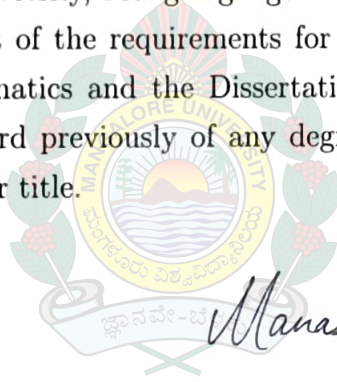 of the requirements for
natics and the Dissertati
rd previously of any deg
r title.
MANGALORE UNIVERSITY
ಮಂಗಳೂರು ವಿಶ್ವವಿದ್ಯಾನಿಲಯ
ಜ್ಞಾನವೇ-ಬೆ
Manas